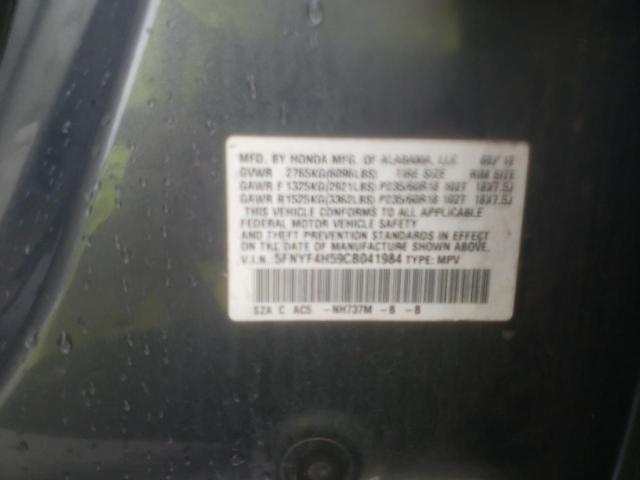 MFD. BY HONDA MFG. OF ALABAMA, LLC
GVWR 2765KG(6096LBS) TIRE SIZE RIM SIZE
GAWR F 1325KG(2921LBS) P235/60R18 102T 18X7.5J
GAWR R 1525KG(3362LBS) P235/60R18 102T 18X7.5J
THIS VEHICLE CONFORMS TO ALL APPLICABLE
FEDERAL MOTOR VEHICLE SAFETY
AND THEFT PREVENTION STANDARDS IN EFFECT
ON THE DATE OF MANUFACTURE SHOWN ABOVE.
V.I.N. 5FNYF4H59CB041984 TYPE: MPV
S2A C AC5 -NH737M -B -B